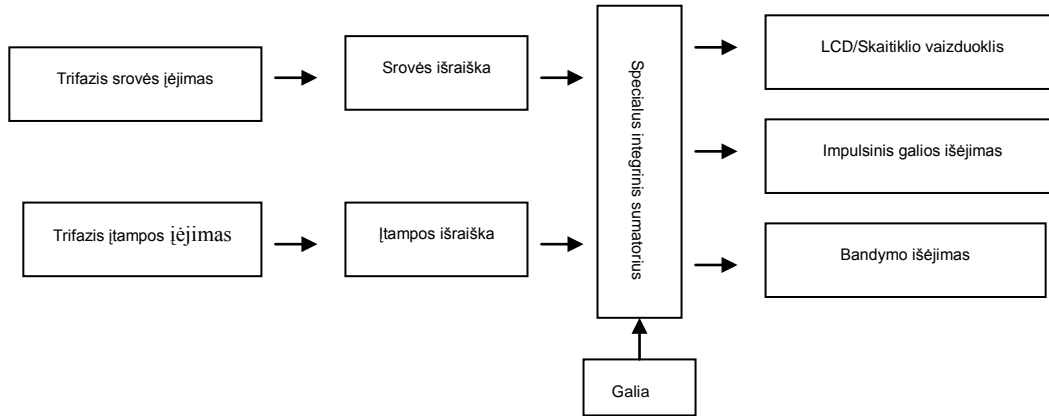 Trifazis srovės įėjimas
Srovės išraiška
Specialus integrinis sumatorius
LCD/Skaitiklio vaizduoklis
Impulsinis galios išėjimas
Trifazis įtampos įėjimas
Įtampos išraiška
Bandymo išėjimas
Galia